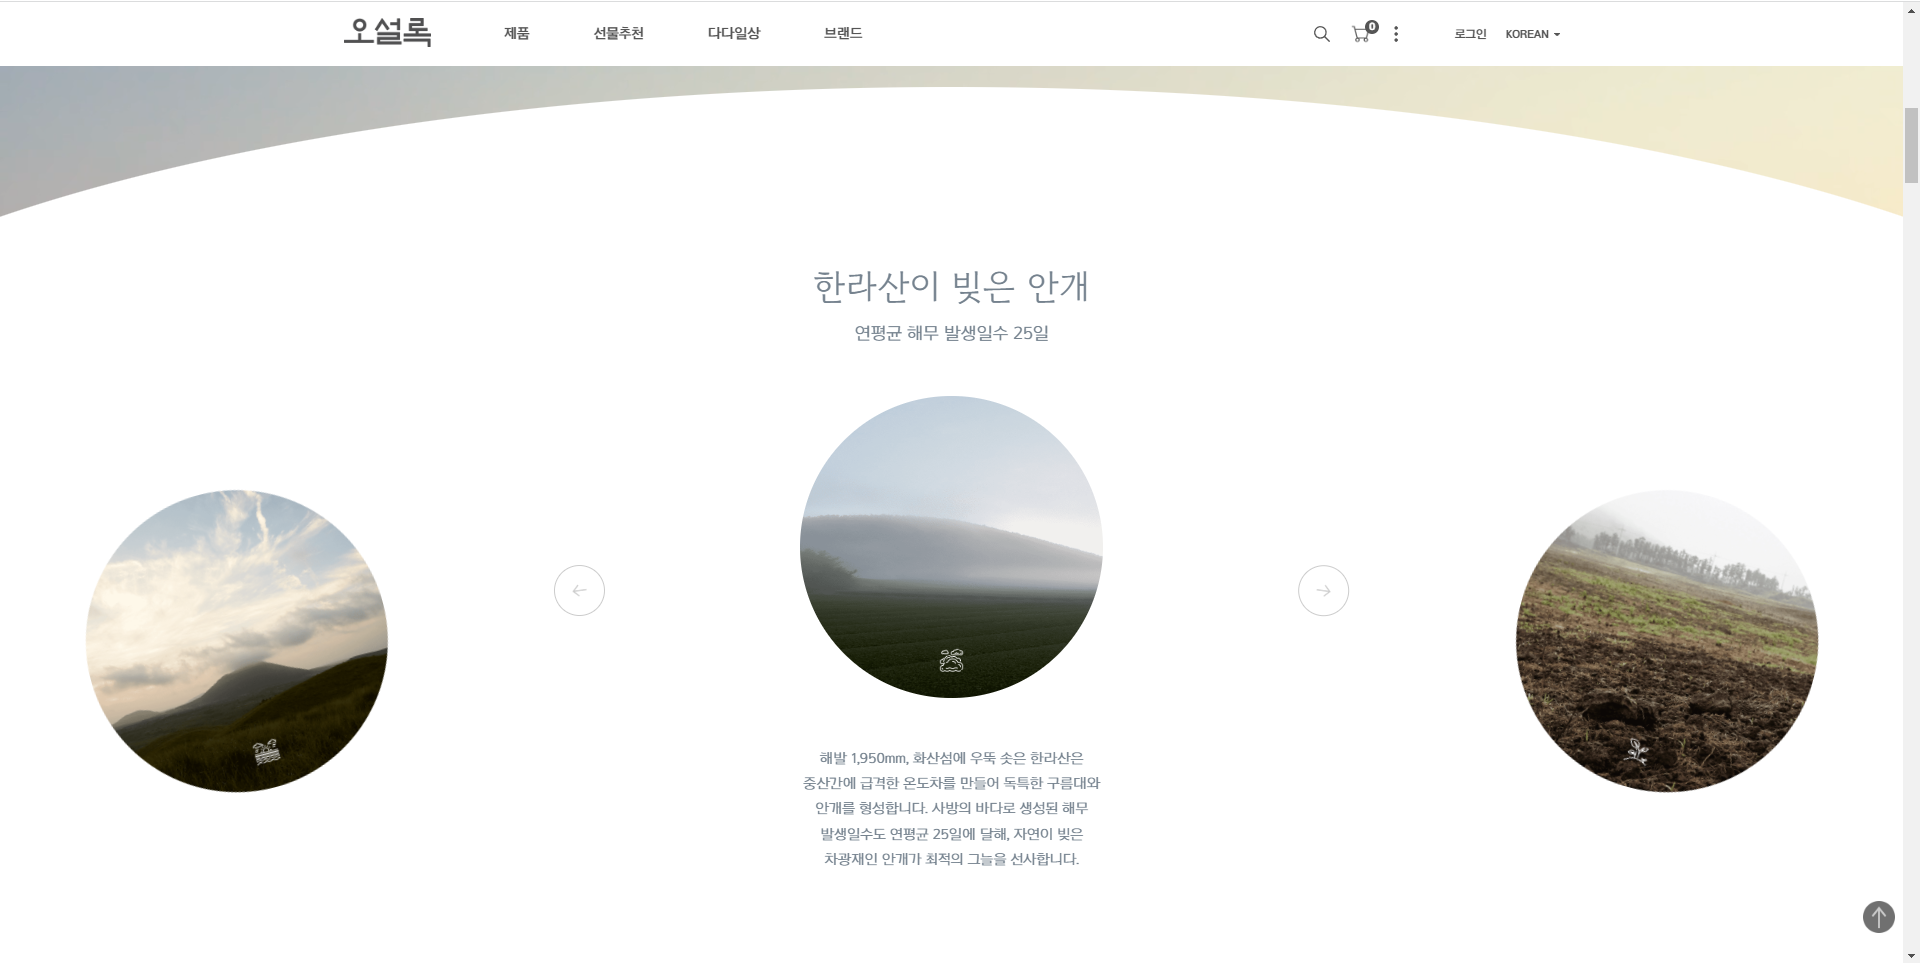 오설록
제품
선물추천
다다일상
브랜드
0
로그인
KOREAN
한라산이 빚은 안개
연평균 해무 발생일수 25일
해발 1,950mm, 화산섬에 우뚝 솟은 한라산은
중산간에 급격한 온도차를 만들어 독특한 구름대와
안개를 형성합니다. 사방의 바다로 생성된 해무
발생일수도 연평균 25일에 달해, 자연이 빚은
차광재인 안개가 최적의 그늘을 선사합니다.